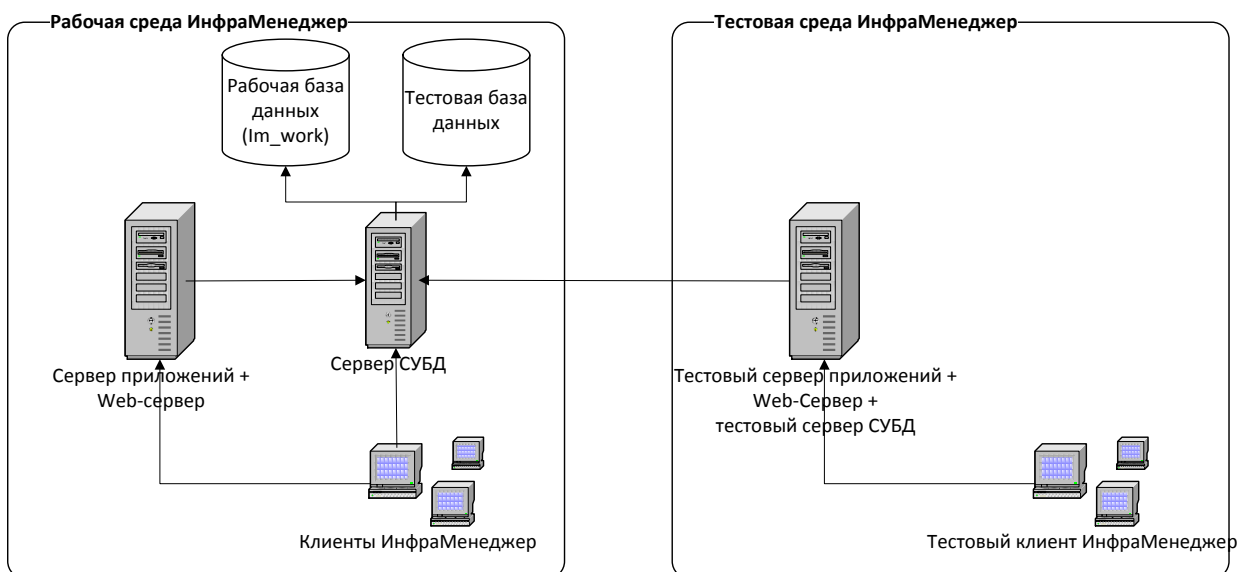 Рабочая среда ИнфраМенеджер
Рабочая база
данных
(Im_work)
Тестовая база
данных
Сервер приложений +
Web-сервер
Сервер СУБД
Клиенты ИнфраМенеджер
Тестовая среда ИнфраМенеджер
Тестовый сервер приложений +
Web-Сервер +
тестовый сервер СУБД
Тестовый клиент ИнфраМенеджер